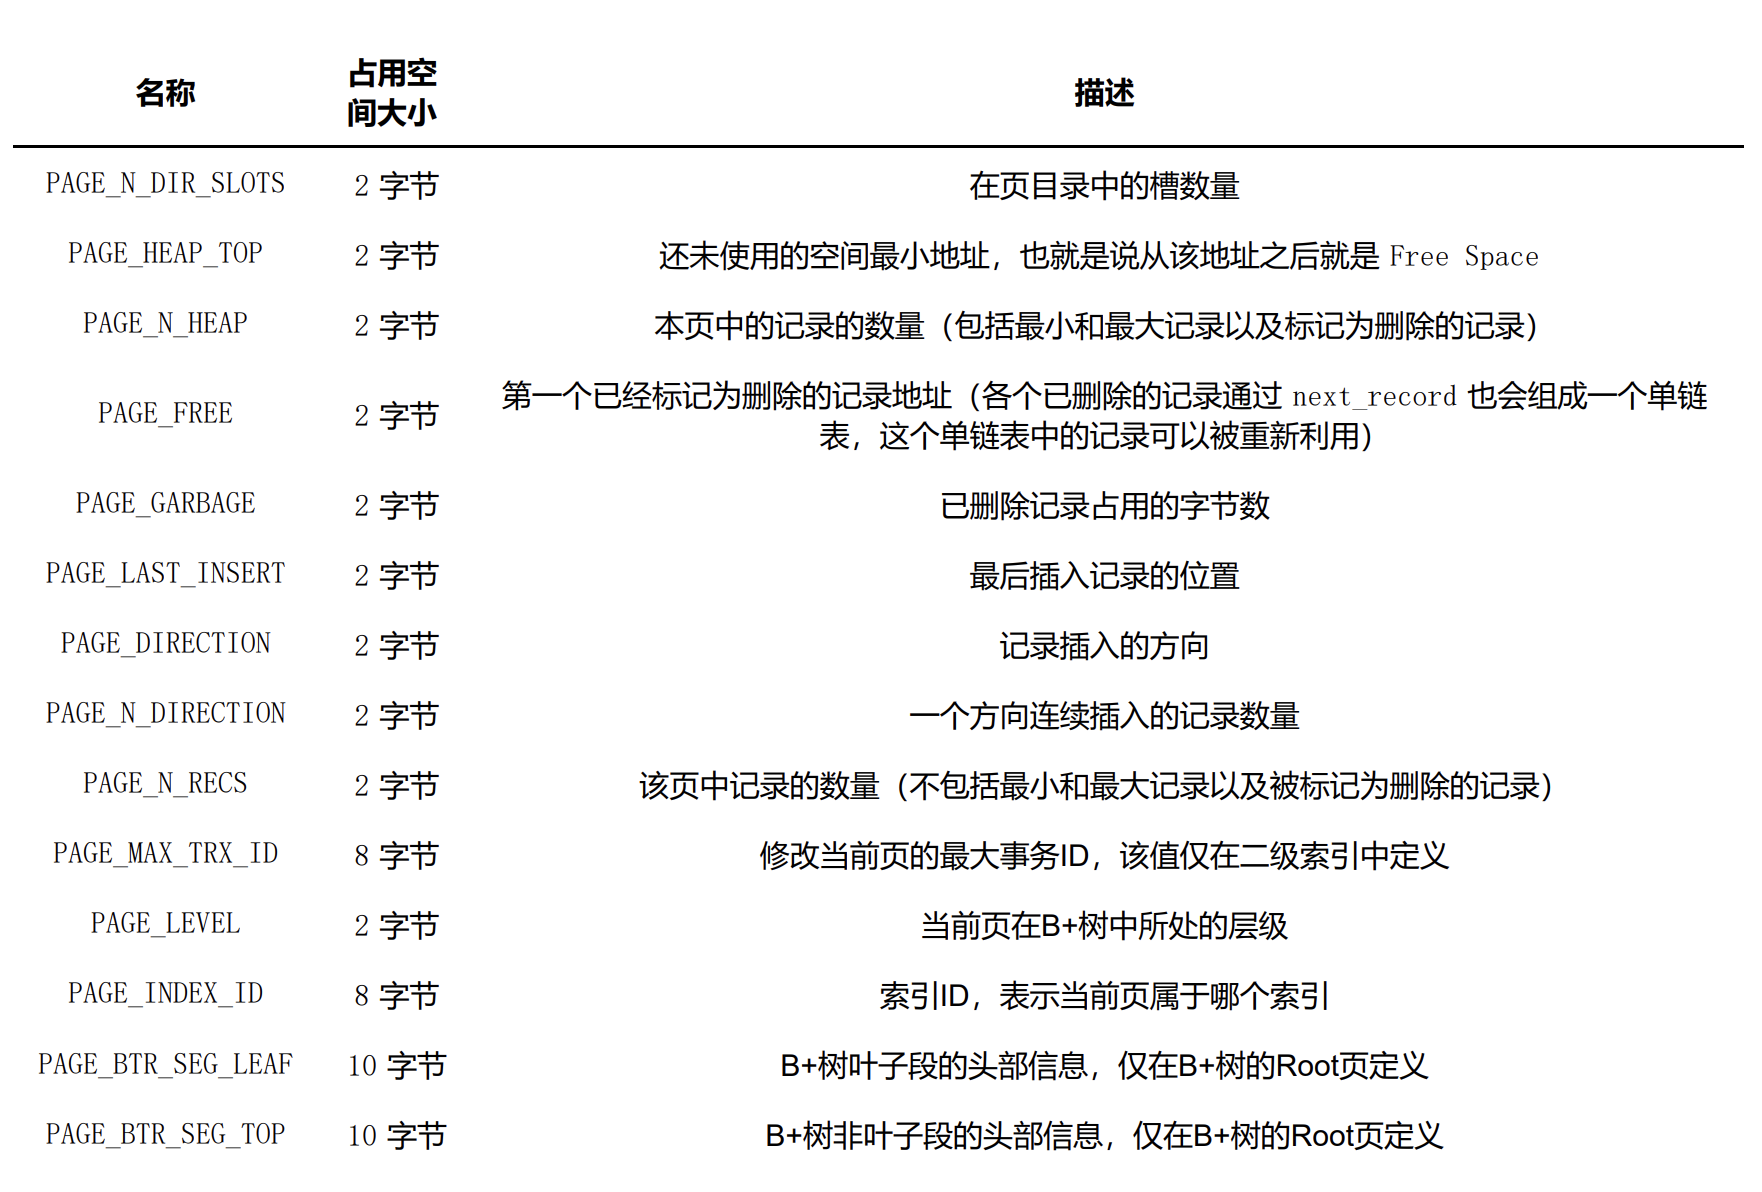 名称 占用空间大小 描述
PAGE_N_DIR_SLOTS 2 字节 在页目录中的槽数量
PAGE_HEAP_TOP 2 字节 还未使用的空间最小地址，也就是说从该地址之后就是 Free Space
PAGE_N_HEAP 2 字节 本页中的记录的数量（包括最小和最大记录以及标记为删除的记录）
PAGE_FREE 2 字节 第一个已经标记为删除的记录地址（各个已删除的记录通过 next_record 也会组成一个单链
表，这个单链表中的记录可以被重新利用）
PAGE_GARBAGE 2 字节 已删除记录占用的字节数
PAGE_LAST_INSERT 2 字节 最后插入记录的位置
PAGE_DIRECTION 2 字节 记录插入的方向
PAGE_N_DIRECTION 2 字节 一个方向连续插入的记录数量
PAGE_N_RECS 2 字节 该页中记录的数量（不包括最小和最大记录以及被标记为删除的记录）
PAGE_MAX_TRX_ID 8 字节 修改当前页的最大事务ID，该值仅在二级索引中定义
PAGE_LEVEL 2 字节 当前页在B+树中所处的层级
PAGE_INDEX_ID 8 字节 索引ID，表示当前页属于哪个索引
PAGE_BTR_SEG_LEAF 10 字节 B+树叶子段的头部信息，仅在B+树的Root页定义
PAGE_BTR_SEG_TOP 10 字节 B+树非叶子段的头部信息，仅在B+树的Root页定义